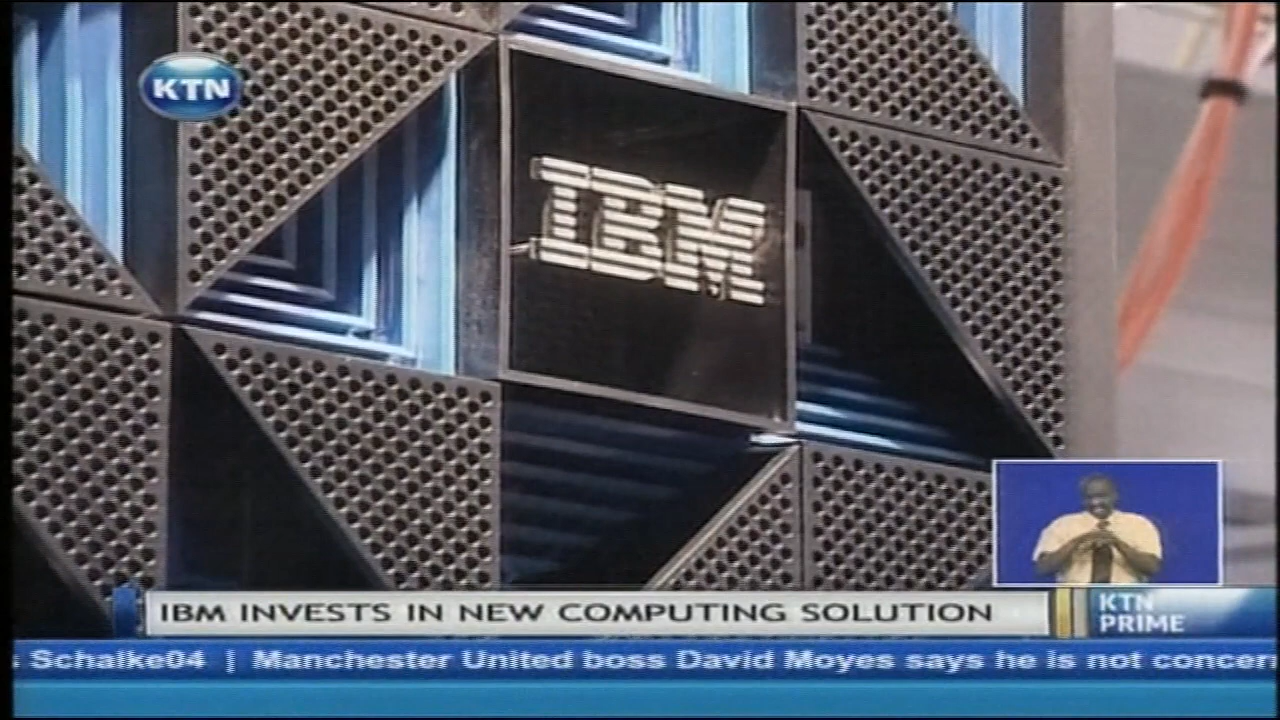 KTN
IBM
IBM INVESTS IN NEW COMPUTING SOLUTION
KTN
PRIME
Schalke04 | Manchester United boss David Moyes says he is not concer